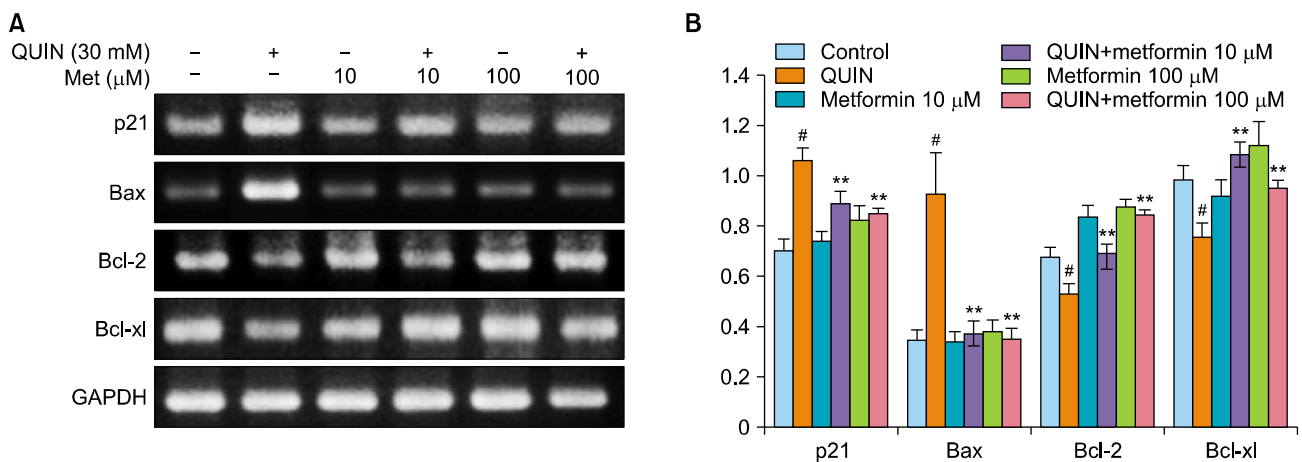 A
QUIN (30 mM) – + – + – +
Met (μM) – – 10 10 100 100
p21
Bax
Bcl-2
Bcl-xl
GAPDH
B
Control
QUIN
Metformin 10 μM
QUIN+metformin 10 μM
Metformin 100 μM
QUIN+metformin 100 μM
1.4
1.2
1.0
0.8
0.6
0.4
0.2
0
# ** **
# ** **
# ** **
# ** **
p21 Bax Bcl-2 Bcl-xl